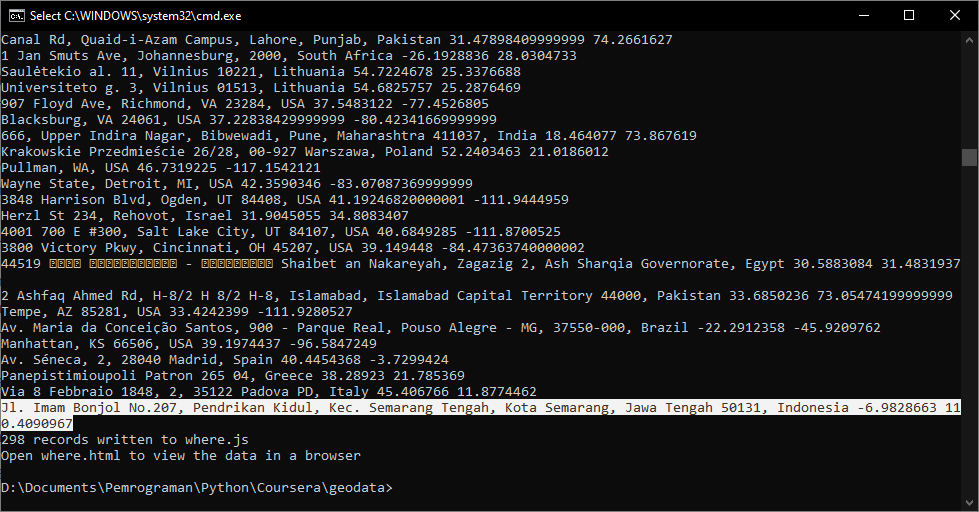 Select C:\WINDOWS\system32\cmd.exe
Canal Rd, Quaid-i-Azam Campus, Lahore, Punjab, Pakistan 31.47898409999999 74.2661627
1 Jan Smuts Ave, Johannesburg, 2000, South Africa -26.1928836 28.0304733
Saulėtekio al. 11, Vilnius 10221, Lithuania 54.7224678 25.3376688
Universiteto g. 3, Vilnius 01513, Lithuania 54.6825757 25.2876469
907 Floyd Ave, Richmond, VA 23284, USA 37.5483122 -77.4526805
Blacksburg, VA 24061, USA 37.22838429999999 -80.42341669999999
666, Upper Indira Nagar, Bibwewadi, Pune, Maharashtra 411037, India 18.464077 73.867619
Krakowskie Przedmieście 26/28, 00-927 Warszawa, Poland 52.2403463 21.0186012
Pullman, WA, USA 46.7319225 -117.1542121
Wayne State, Detroit, MI, USA 42.3590346 -83.07087369999999
3848 Harrison Blvd, Ogden, UT 84408, USA 41.19246820000001 -111.9444959
Herzl St 234, Rehovot, Israel 31.9045055 34.8083407
4001 700 E #300, Salt Lake City, UT 84107, USA 40.6849285 -111.8700525
3800 Victory Pkwy, Cincinnati, OH 45207, USA 39.149448 -84.47363740000002
44519 - Shaibet an Nakareyah, Zagazig 2, Ash Sharqia Governorate, Egypt 30.5883084 31.4831937
2 Ashfaq Ahmed Rd, H-8/2 H 8/2 H-8, Islamabad, Islamabad Capital Territory 44000, Pakistan 33.6850236 73.05474199999999
Tempe, AZ 85281, USA 33.4242399 -111.9280527
Av. Maria da Conceição Santos, 900 - Parque Real, Pouso Alegre - MG, 37550-000, Brazil -22.2912358 -45.9209762
Manhattan, KS 66506, USA 39.1974437 -96.5847249
Av. Séneca, 2, 28040 Madrid, Spain 40.4454368 -3.7299424
Panepistimioupoli Patron 265 04, Greece 38.28923 21.785369
Via 8 Febbraio 1848, 2, 35122 Padova PD, Italy 45.406766 11.8774462
Jl. Imam Bonjol No.207, Pendrikan Kidul, Kec. Semarang Tengah, Kota Semarang, Jawa Tengah 50131, Indonesia -6.9828663 11
0.4090967
298 records written to where.js
Open where.html to view the data in a browser
D:\Documents\Pemrograman\Python\Coursera\geodata>